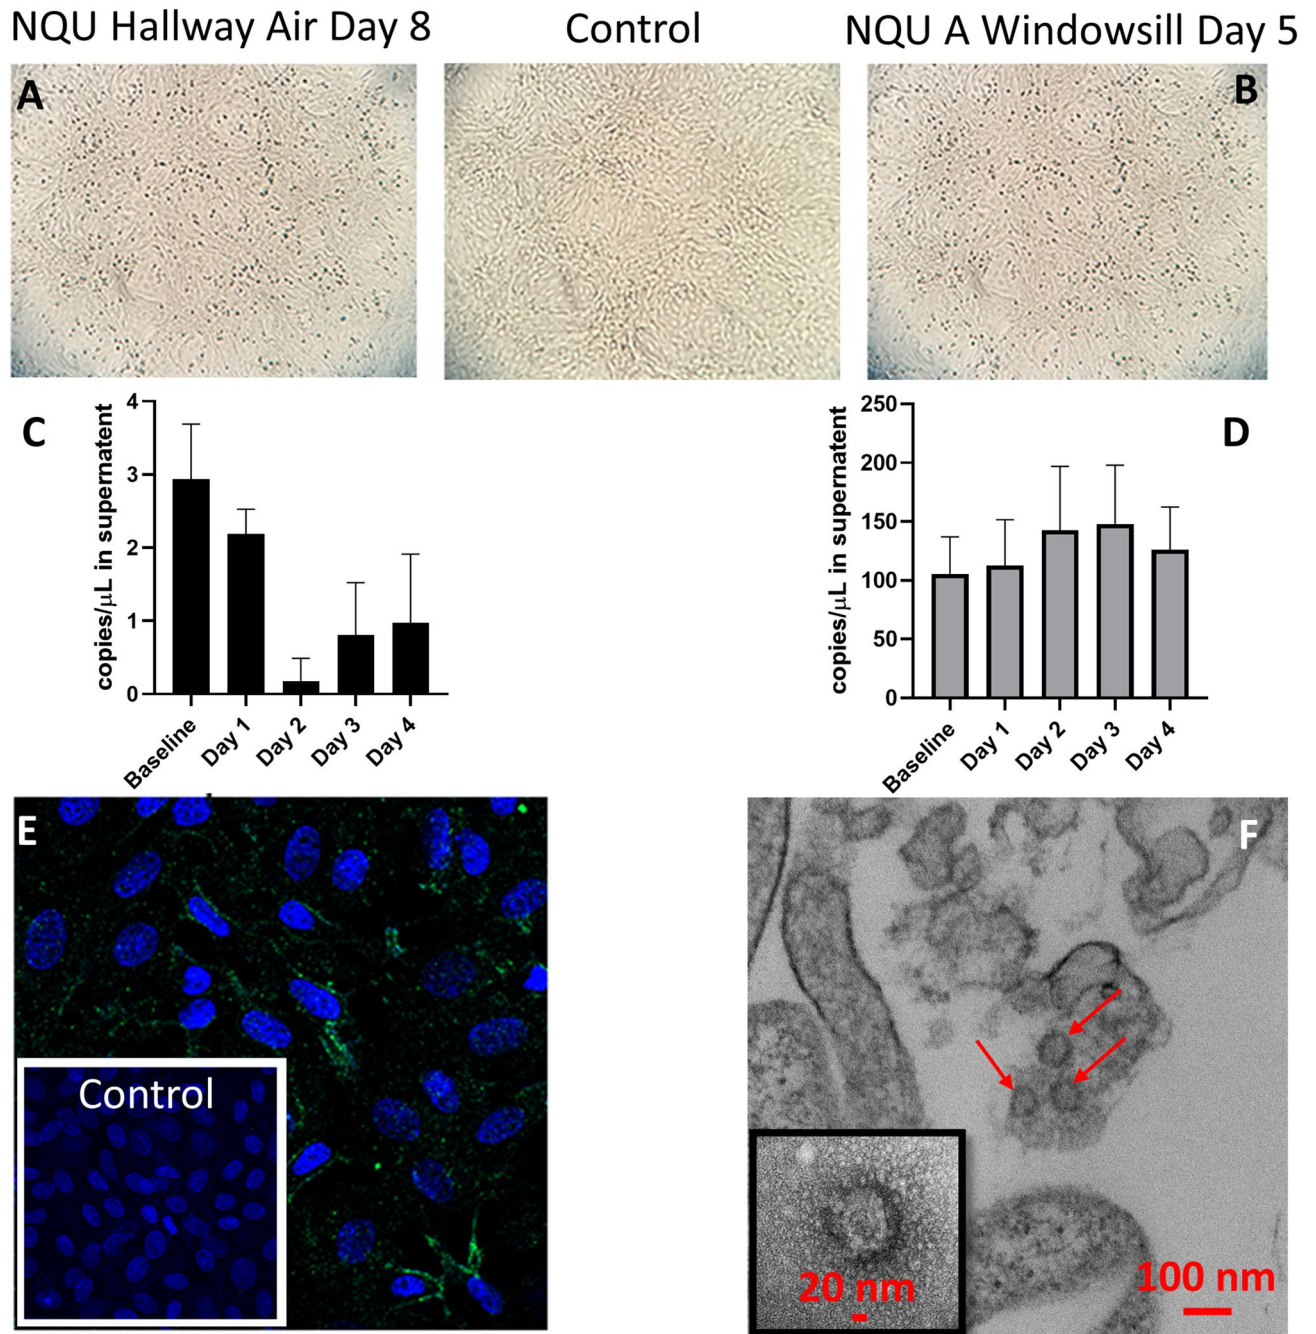 NQU Hallway Air Day 8
Control
NQU A Windowsill Day 5
A
B
C
copies/µL in supernatent
4
3
2
1
0
Baseline
Day 1
Day 2
Day 3
Day 4
D
copies/µL in supernatent
250
200
150
100
50
0
Baseline
Day 1
Day 2
Day 3
Day 4
E
Control
F
20 nm
100 nm